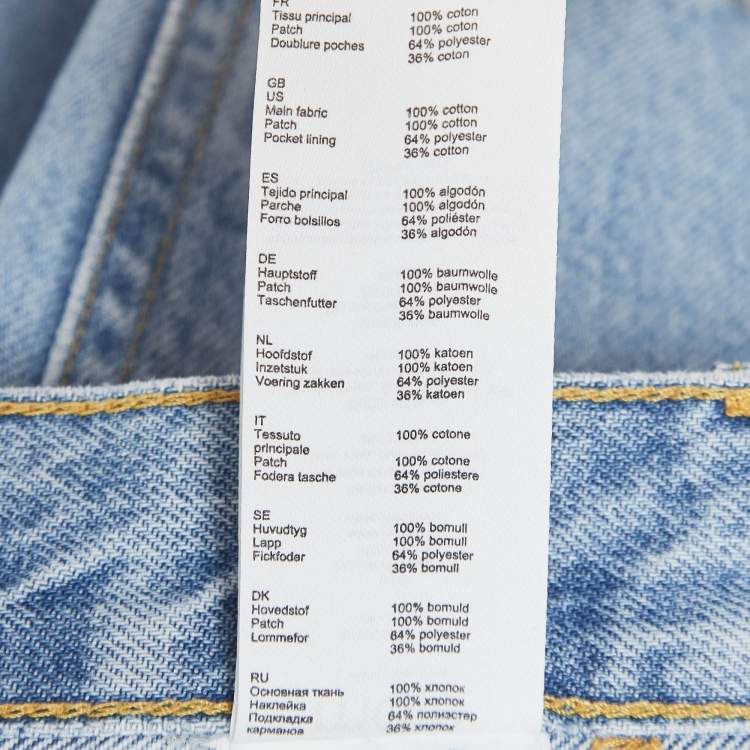 FR
Tissu principal 100% coton
Patch 100% coton
Doublure poches 64% polyester
36% coton
GB
US
Main fabric 100% cotton
Patch 100% cotton
Pocket lining 64% polyester
36% cotton
ES
Tejido principal 100% algodón
Parche 100% algodón
Forro bolsillos 64% poliéster
36% algodón
DE
Hauptstoff 100% baumwolle
Patch 100% baumwolle
Taschenfutter 64% polyester
36% baumwolle
NL
Hoofdstof 100% katoen
Inzetstuk 100% katoen
Voering zakken 64% polyester
36% katoen
IT
Tessuto 100% cotone
principale
Patch 100% cotone
Fodera tasche 64% poliestere
36% cotone
SE
Huvudtyg 100% bomull
Lapp 100% bomull
Fickfoder 64% polyester
36% bomull
DK
Hovedstof 100% bomuld
Patch 100% bomuld
Lommefor 64% polyester
36% bomuld
RU
Основная ткань 100% хлопок
Наклейка 100% хлопок
Подкладка 64% полиэстер
карманов 36% хлопок